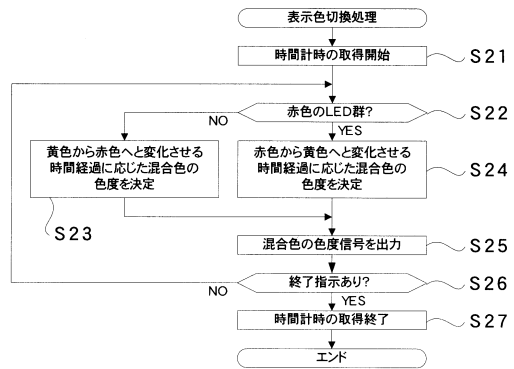 表示色切換処理
時間計時の取得開始
S21
赤色のLED群?
S22
NO
YES
黄色から赤色へと変化させる
時間経過に応じた混合色の
色度を決定
S23
赤色から黄色へと変化させる
時間経過に応じた混合色の
色度を決定
S24
混合色の色度信号を出力
S25
終了指示あり?
S26
NO
YES
時間計時の取得終了
S27
エンド